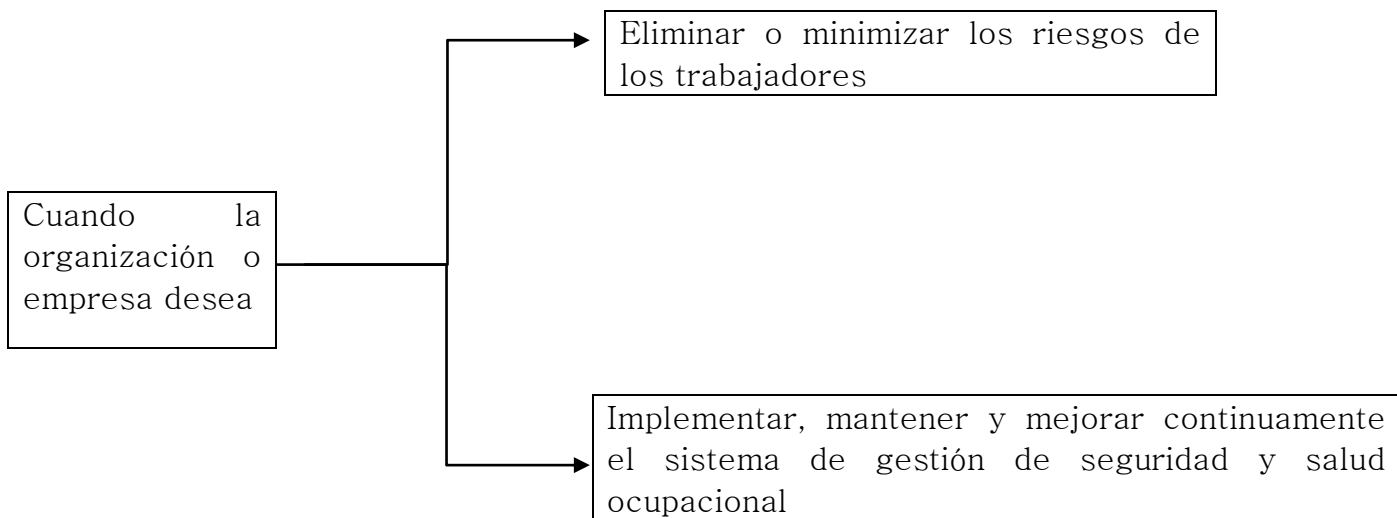 Eliminar o minimizar los riesgos de
los trabajadores
Cuando la
organización o
empresa desea
Implementar, mantener y mejorar continuamente
el sistema de gestión de seguridad y salud
ocupacional